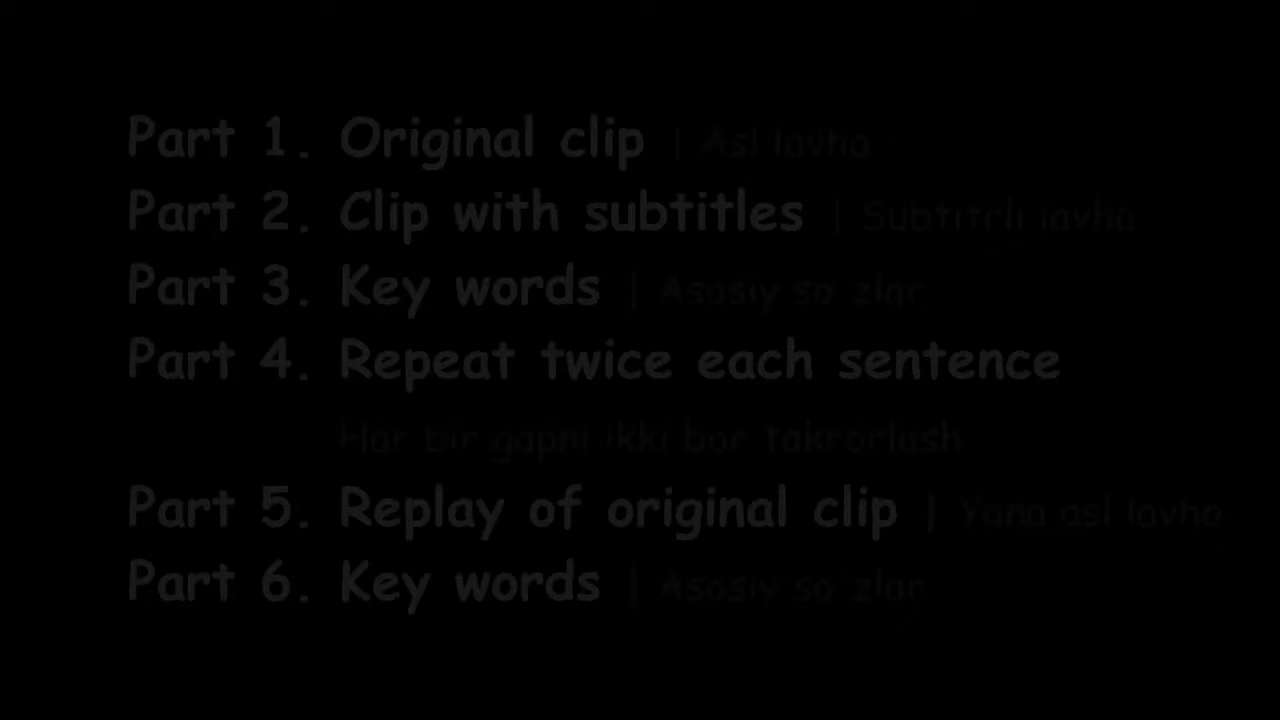 Part 1. Original clip | Asl lavha
Part 2. Clip with subtitles | Subtitrli lavha
Part 3. Key words | Asosiy so'zlar
Part 4. Repeat twice each sentence
Har bir gapni ikki bor takrorlash
Part 5. Replay of original clip | Yana asl lavha
Part 6. Key words | Asosiy so'zlar